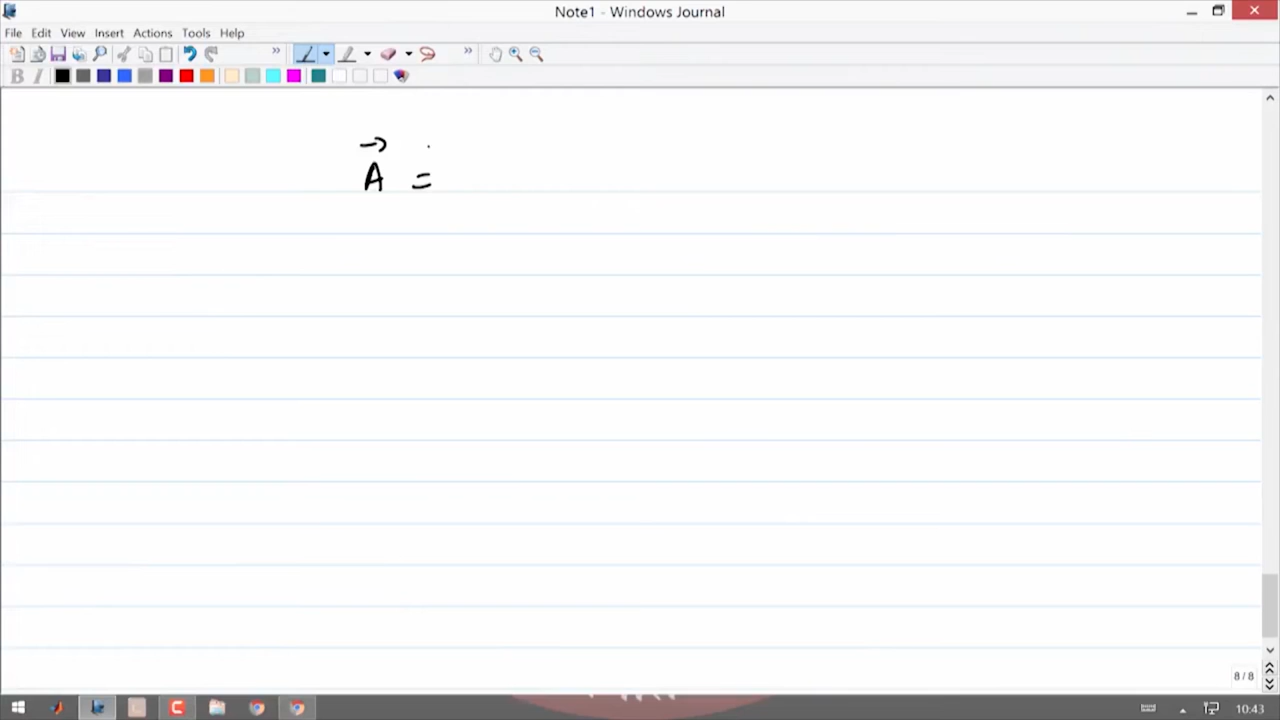 Note1 - Windows Journal
File Edit View Insert Actions Tools Help
B I
→
A =
8 / 8
10:43